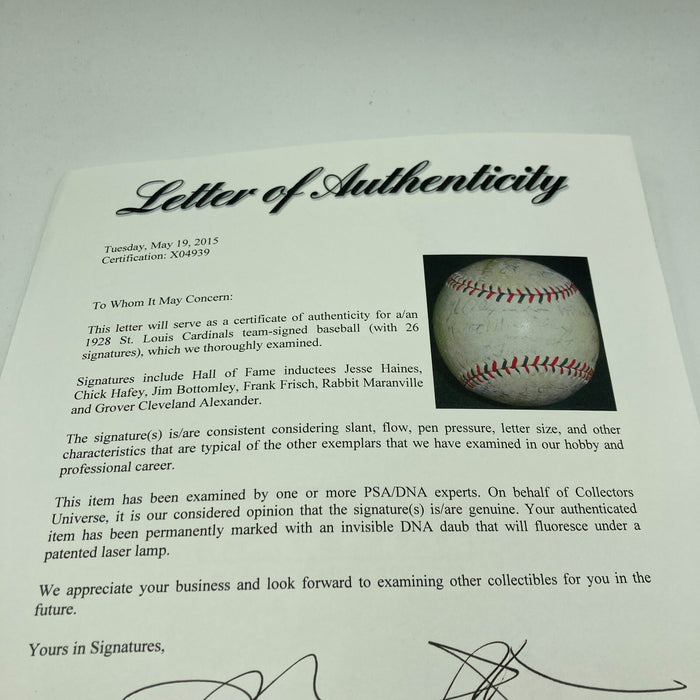 Letter of Authenticity
Tuesday, May 19, 2015
Certification: X04939
To Whom It May Concern:
This letter will serve as a certificate of authenticity for a/an
1928 St. Louis Cardinals team-signed baseball (with 26
signatures), which we thoroughly examined.
Signatures include Hall of Fame inductees Jesse Haines,
Chick Hafey, Jim Bottomley, Frank Frisch, Rabbit Maranville
and Grover Cleveland Alexander.
The signature(s) is/are consistent considering slant, flow, pen pressure, letter size, and other
characteristics that are typical of the other exemplars that we have examined in our hobby and
professional career.
This item has been examined by one or more PSA/DNA experts. On behalf of Collectors
Universe, it is our considered opinion that the signature(s) is/are genuine. Your authenticated
item has been permanently marked with an invisible DNA daub that will fluoresce under a
patented laser lamp.
We appreciate your business and look forward to examining other collectibles for you in the
future.
Yours in Signatures,